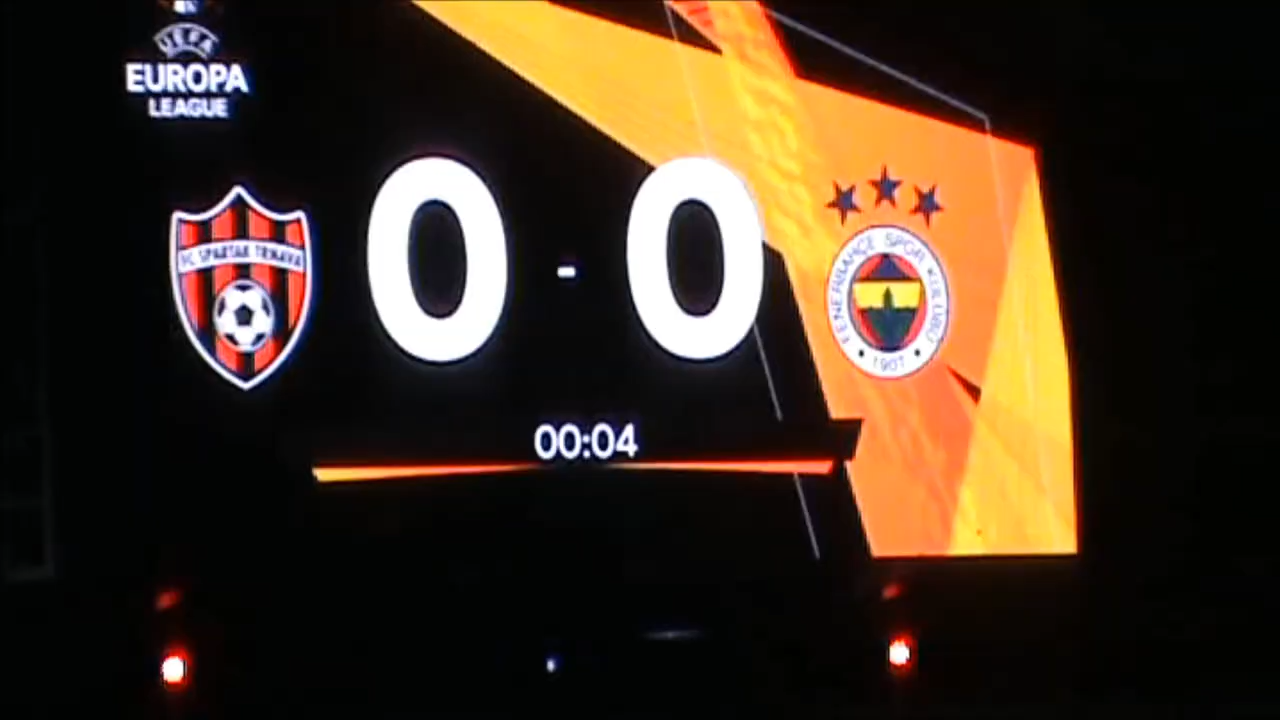 UEFA
EUROPA
LEAGUE
0 - 0
FC SPARTAK TRNAVA
FENERBAHÇE SPOR KULÜBÜ
• 1907 •
00:04